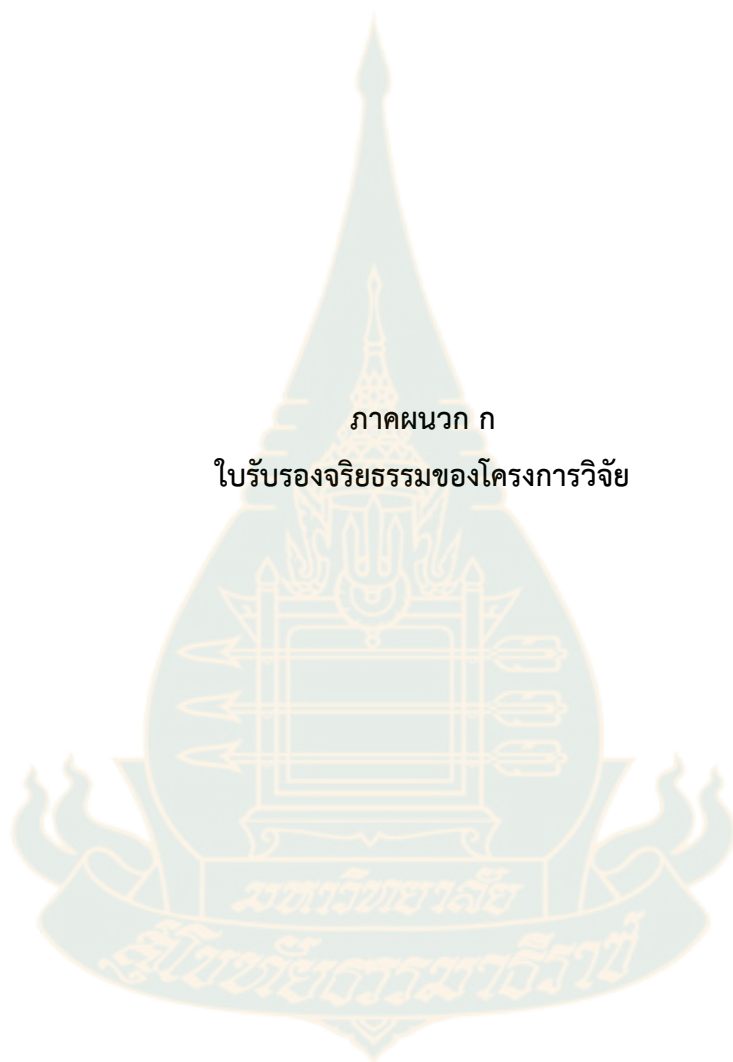 ภาคผนวก ก
ใบรับรองจริยธรรมของโครงการวิจัย
มหาวิทยาลัย
สุโขทัยธรรมาธิราช